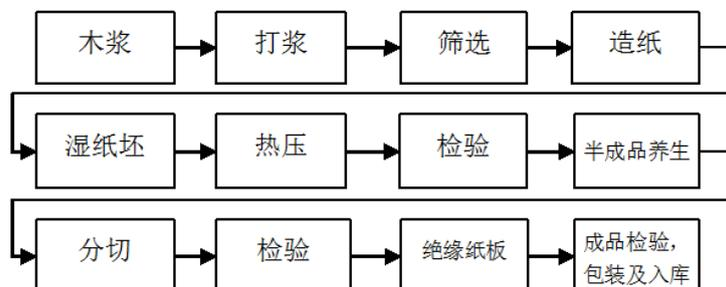 木浆
打浆
筛选
造纸
湿纸坯
热压
检验
半成品养生
分切
检验
绝缘纸板
成品检验，
包装及入库